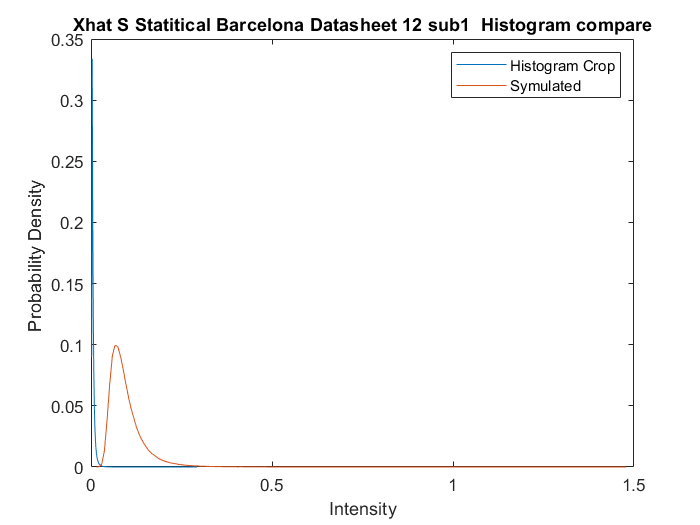 Xhat S Statitical Barcelona Datasheet 12 sub1  Histogram compare
Histogram Crop
Symulated
Probability Density
0.35
0.3
0.25
0.2
0.15
0.1
0.05
0
0 0.5 1 1.5
Intensity